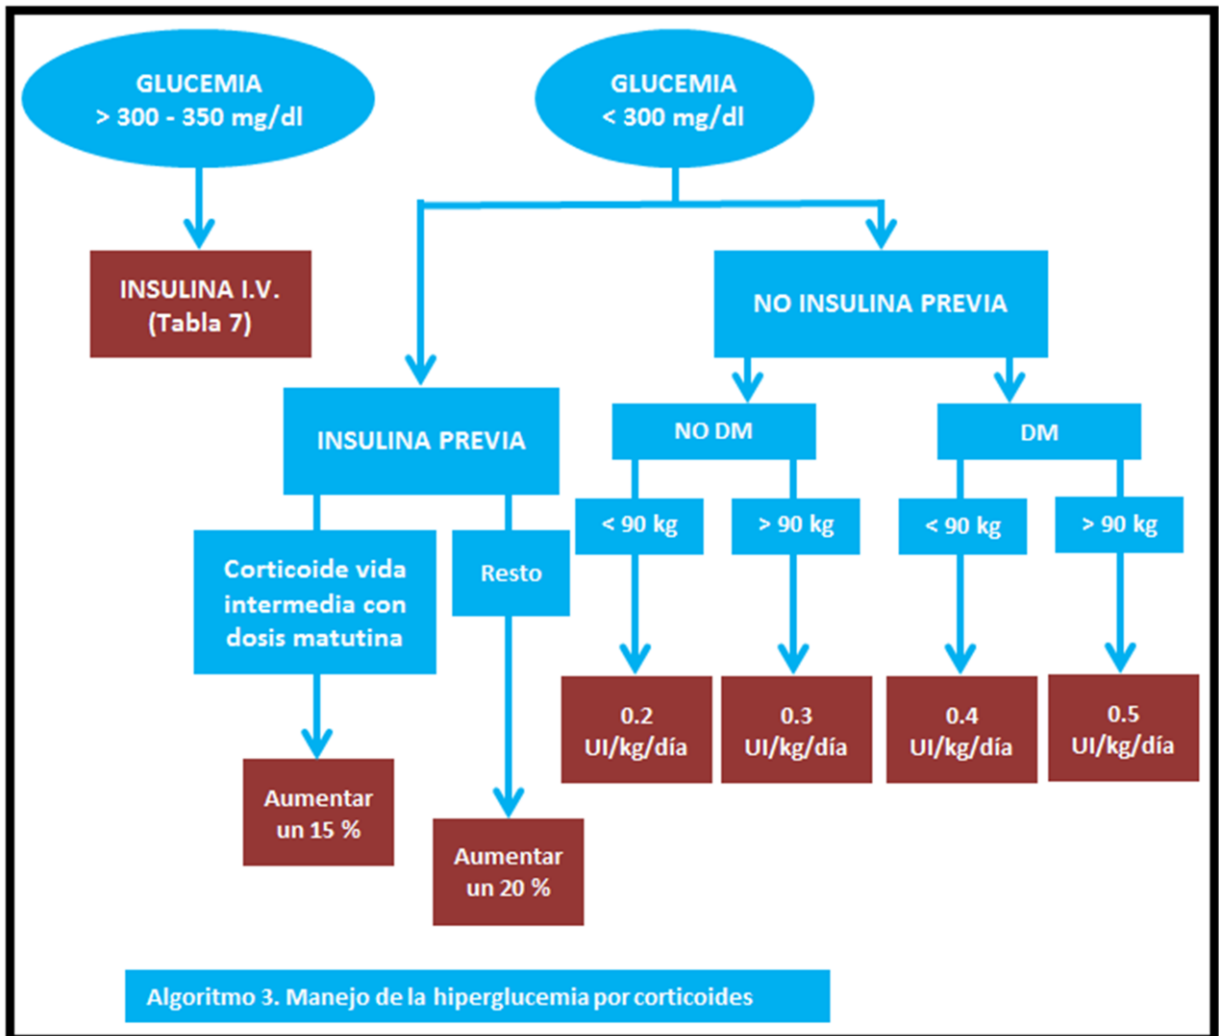 GLUCEMIA
> 300 - 350 mg/dl
GLUCEMIA
< 300 mg/dl
INSULINA I.V.
(Tabla 7)
NO INSULINA PREVIA
INSULINA PREVIA
NO DM
DM
< 90 kg
> 90 kg
< 90 kg
> 90 kg
Corticoide vida
intermedia con
dosis matutina
Resto
0.2
UI/kg/día
0.3
UI/kg/día
0.4
UI/kg/día
0.5
UI/kg/día
Aumentar
un 15 %
Aumentar
un 20 %
Algoritmo 3. Manejo de la hiperglucemia por corticoides